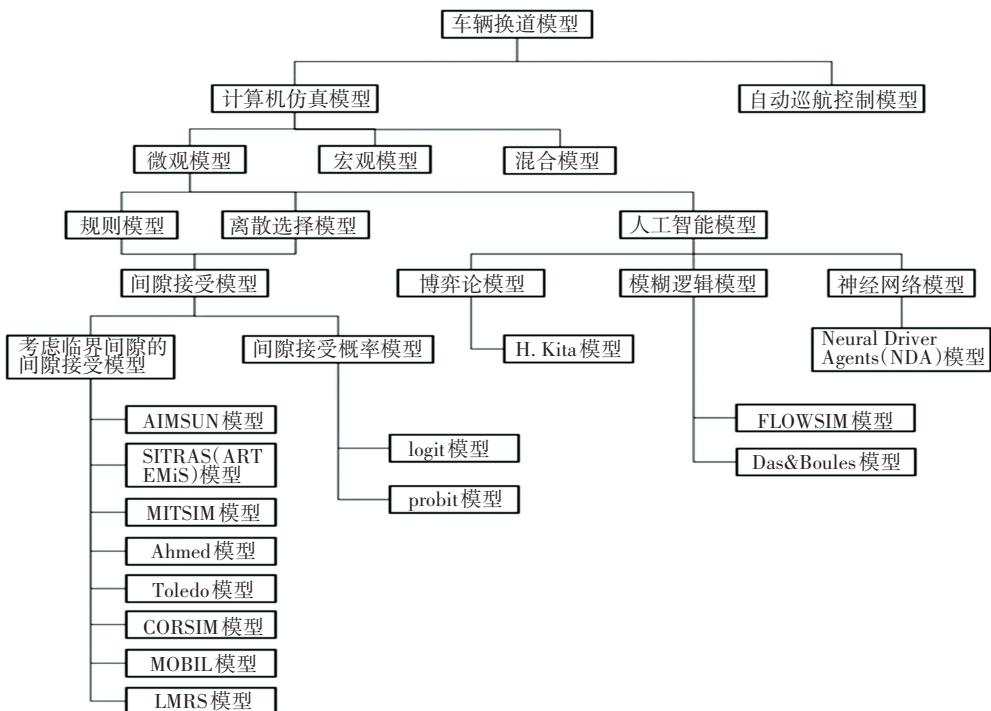 车辆换道模型
计算机仿真模型
自动巡航控制模型
微观模型
宏观模型
混合模型
规则模型
离散选择模型
人工智能模型
间隙接受模型
博弈论模型
模糊逻辑模型
神经网络模型
考虑临界间隙的
间隙接受模型
间隙接受概率模型
H. Kita模型
Neural Driver
Agents(NDA)模型
AIMSUN模型
SITRAS(ART
EMiS)模型
MITSIM模型
Ahmed模型
Toledo模型
CORSIM模型
MOBIL模型
LMRS模型
logit模型
probit模型
FLOWSIM模型
Das&Boules模型